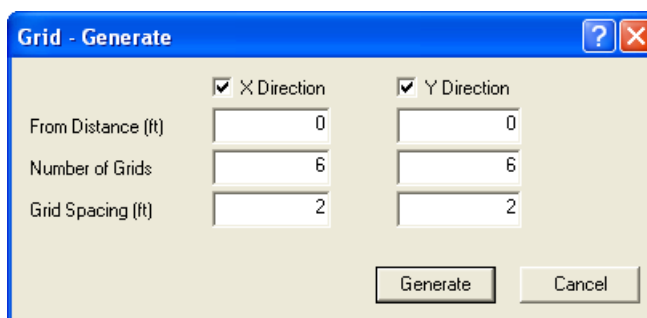 Grid - Generate
X Direction Y Direction
From Distance (ft) 0 0
Number of Grids 6 6
Grid Spacing (ft) 2 2
Generate Cancel